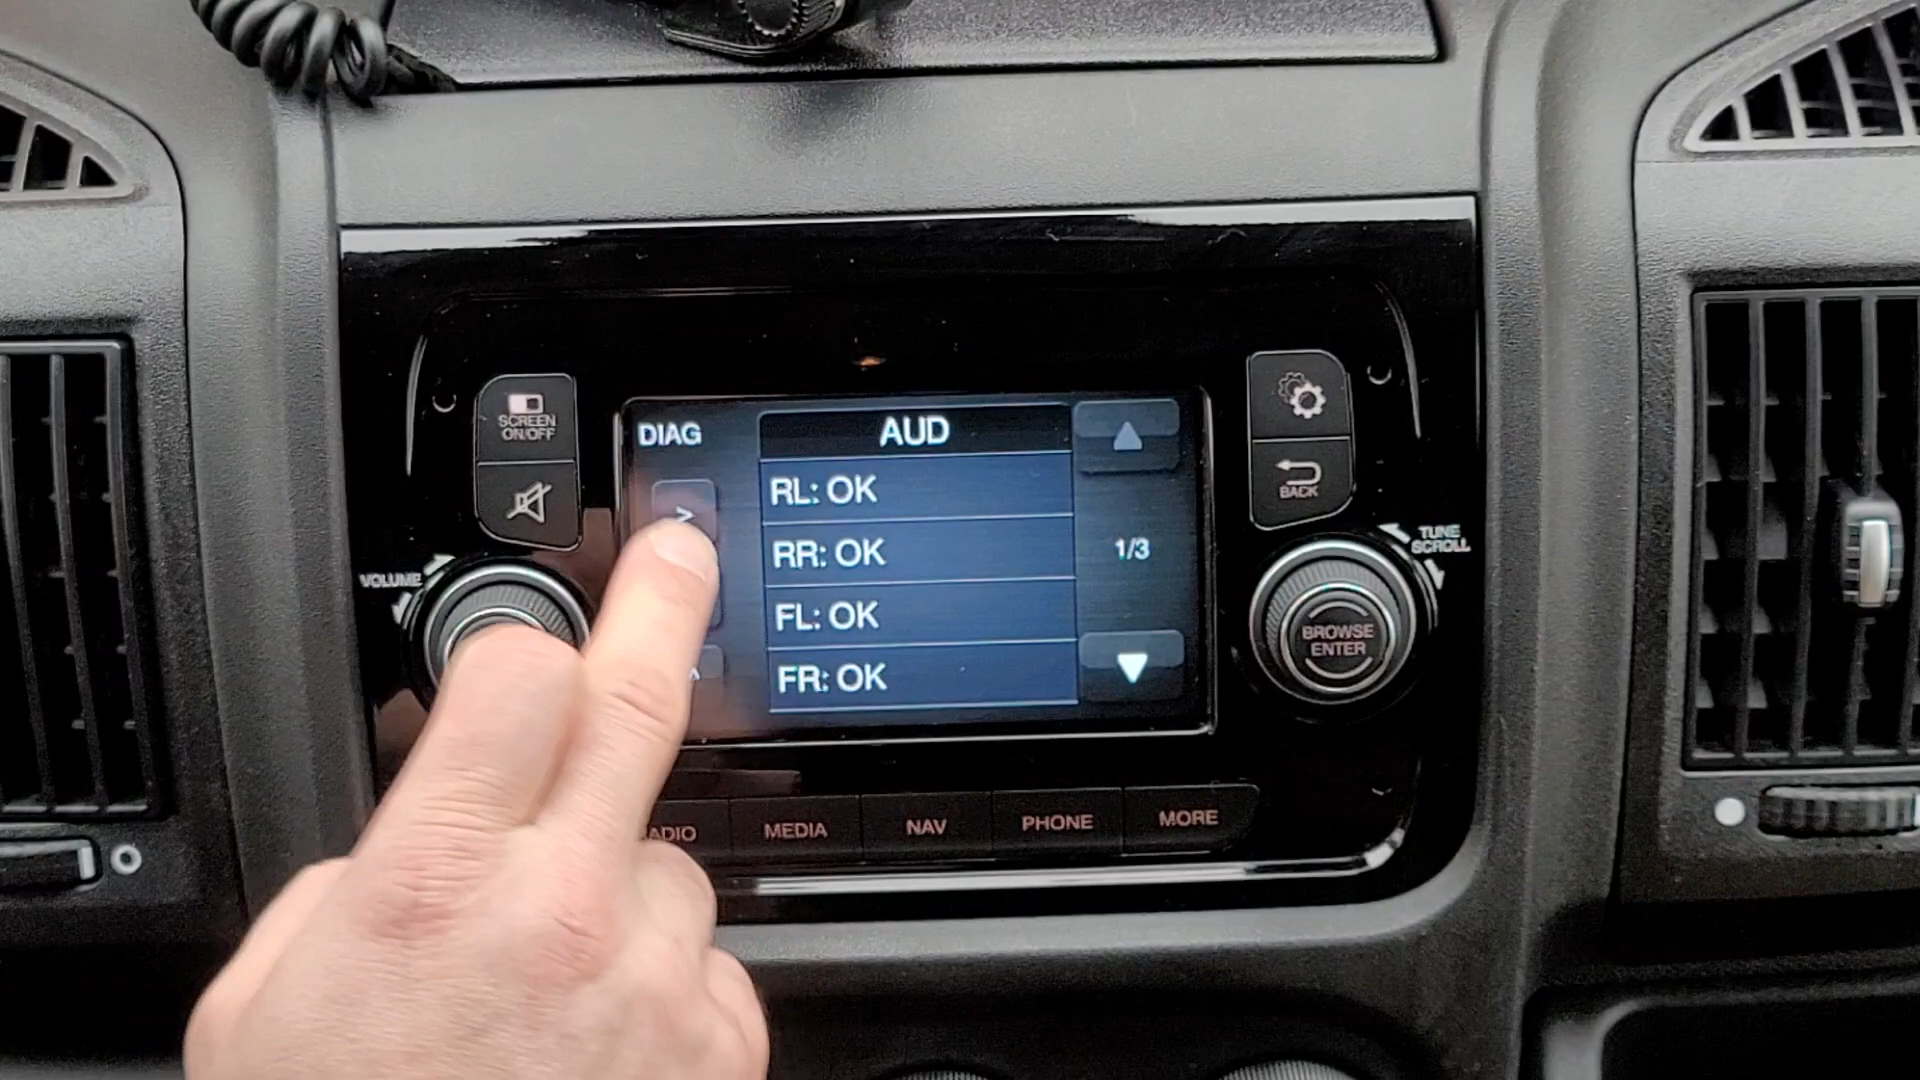 SCREEN
ON/OFF
DIAG
>
AUD
RL: OK
RR: OK
FL: OK
FR: OK
1/3
BACK
VOLUME
TUNE
SCROLL
BROWSE
ENTER
MEDIA
NAV
PHONE
MORE